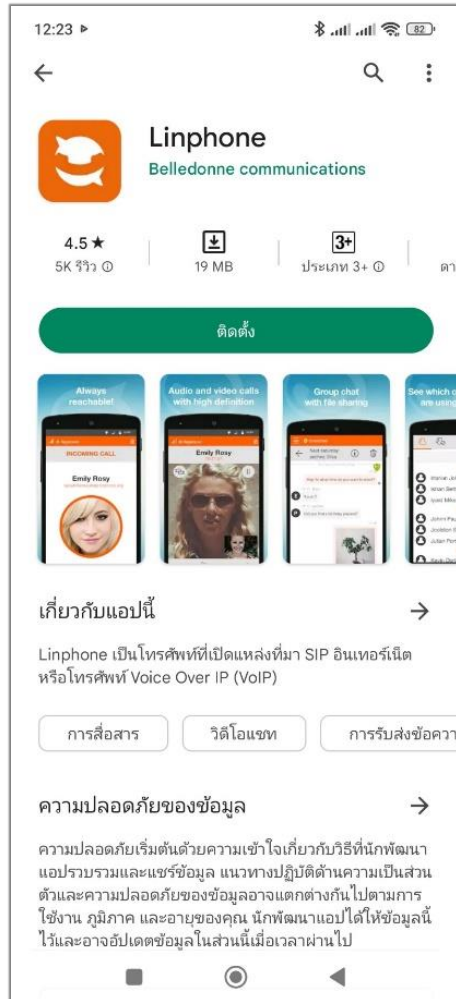 12:23
82
Linphone
Belledonne communications
4.5★
5K รีวิว
19 MB
3+
ประเภท 3+
ดา
ติดตั้ง
Always
reachable!
INCOMING CALL
Emily Rosy
Audio and video calls
with high definition
Emily Rosy
Group chat
with file sharing
See which
are using
เกี่ยวกับแอปนี้
Linphone เป็นโทรศัพท์ที่เปิดแหล่งที่มา SIP อินเทอร์เน็ต
หรือโทรศัพท์ Voice Over IP (VoIP)
การสื่อสาร
วิดีโอแชท
การรับส่งข้อควา
ความปลอดภัยของข้อมูล
ความปลอดภัยเริ่มต้นด้วยความเข้าใจเกี่ยวกับวิธีที่นักพัฒนา
แอปรวบรวมและแชร์ข้อมูล แนวทางปฏิบัติด้านความเป็นส่วน
ตัวและความปลอดภัยของข้อมูลอาจแตกต่างกันไปตามการ
ใช้งาน ภูมิภาค และอายุของคุณ นักพัฒนาแอปได้ให้ข้อมูลนี้
ไว้และอาจอัปเดตข้อมูลในส่วนนี้เมื่อเวลาผ่านไป